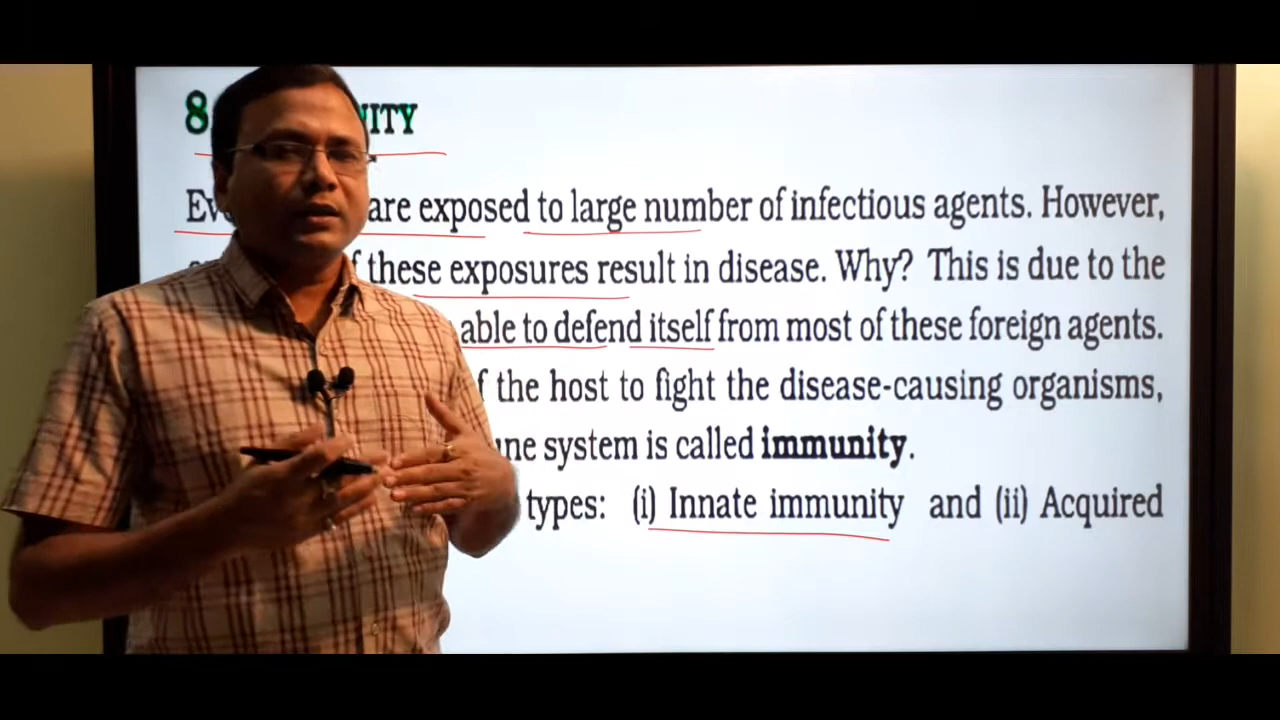 8 ITY
are exposed to large number of infectious agents. However,
these exposures result in disease. Why? This is due to the
able to defend itself from most of these foreign agents.
the host to fight the disease-causing organisms,
system is called immunity.
types: (i) Innate immunity and (ii) Acquired